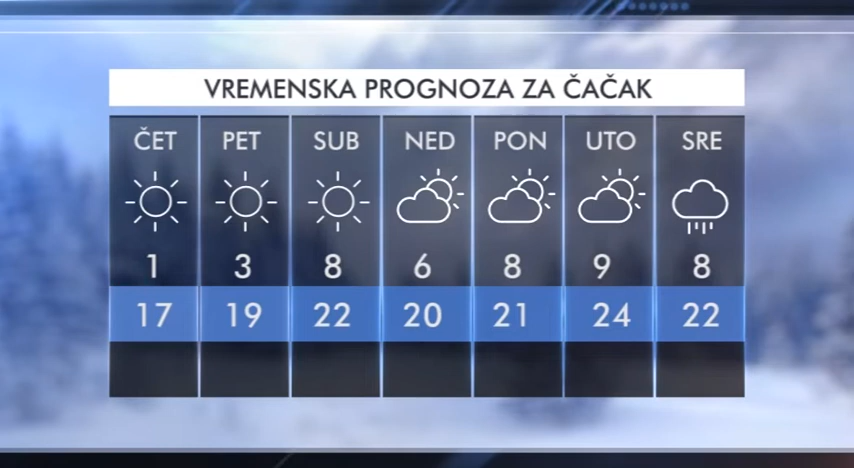 VREMENSKA PROGNOZA ZA ČAČAK
ČET PET SUB NED PON UTO SRE
1 3 8 6 8 9 8
17 19 22 20 21 24 22